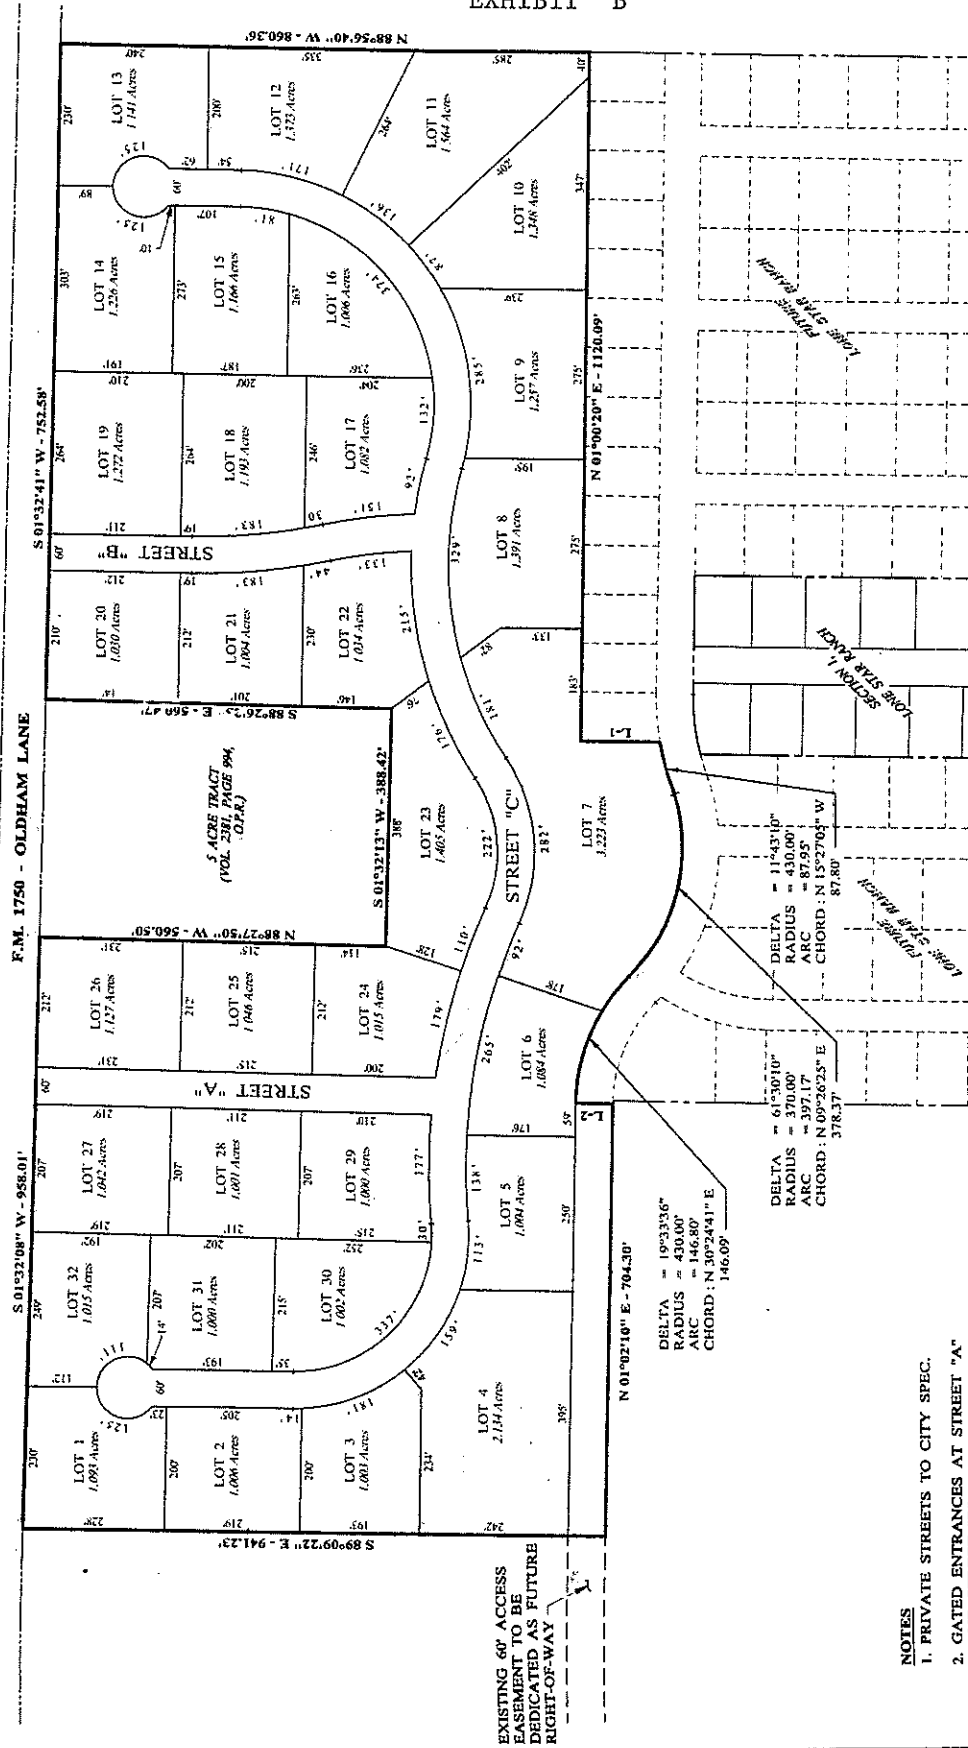 EXHIBIT B
F.M. 1750 - OLDHAM LANE
S 01°32'08" W - 958.01'
S 01°32'41" W - 752.58'
N 88°56'40" W - 860.36'
N 88°27'50" W - 560.50'
S 01°32'13" W - 388.42'
S 89°09'22" E - 941.23'
N 01°02'10" E - 704.30'
N 01°00'20" E - 1120.09'
5 ACRE TRACT
(VOL. 2381, PAGE 994,
O.P.R.)
STREET "A"
STREET "B"
STREET "C"
LOT 1
1.093 Acres
LOT 2
1.006 Acres
LOT 3
1.003 Acres
LOT 4
2.134 Acres
LOT 5
1.004 Acres
LOT 6
1.084 Acres
LOT 7
3.223 Acres
LOT 8
1.391 Acres
LOT 9
1.257 Acres
LOT 10
1.348 Acres
LOT 11
1.564 Acres
LOT 12
1.323 Acres
LOT 13
1.141 Acres
LOT 14
1.226 Acres
LOT 15
1.166 Acres
LOT 16
1.006 Acres
LOT 17
1.082 Acres
LOT 18
1.193 Acres
LOT 19
1.272 Acres
LOT 20
1.020 Acres
LOT 21
1.004 Acres
LOT 22
1.034 Acres
LOT 23
1.405 Acres
LOT 24
1.015 Acres
LOT 25
1.046 Acres
LOT 26
1.127 Acres
LOT 27
1.042 Acres
LOT 28
1.001 Acres
LOT 29
1.000 Acres
LOT 30
1.002 Acres
LOT 31
1.000 Acres
LOT 32
1.015 Acres
L-1
L-2
FUTURE
LONE STAR RANCH
SECTION 1,
LONE STAR RANCH
FUTURE
LONE STAR RANCH
DELTA = 19°33'36"
RADIUS = 430.00'
ARC = 146.80'
CHORD : N 30°24'41" E
146.09'
DELTA = 61°30'10"
RADIUS = 370.00'
ARC = 397.17'
CHORD : N 09°26'25" E
378.37'
DELTA = 11°43'10"
RADIUS = 430.00'
ARC = 87.95'
CHORD : N 15°27'05" W
87.80'
EXISTING 60' ACCESS
EASEMENT TO BE
DEDICATED AS FUTURE
RIGHT-OF-WAY
NOTES
1. PRIVATE STREETS TO CITY SPEC.
2. GATED ENTRANCES AT STREET "A"